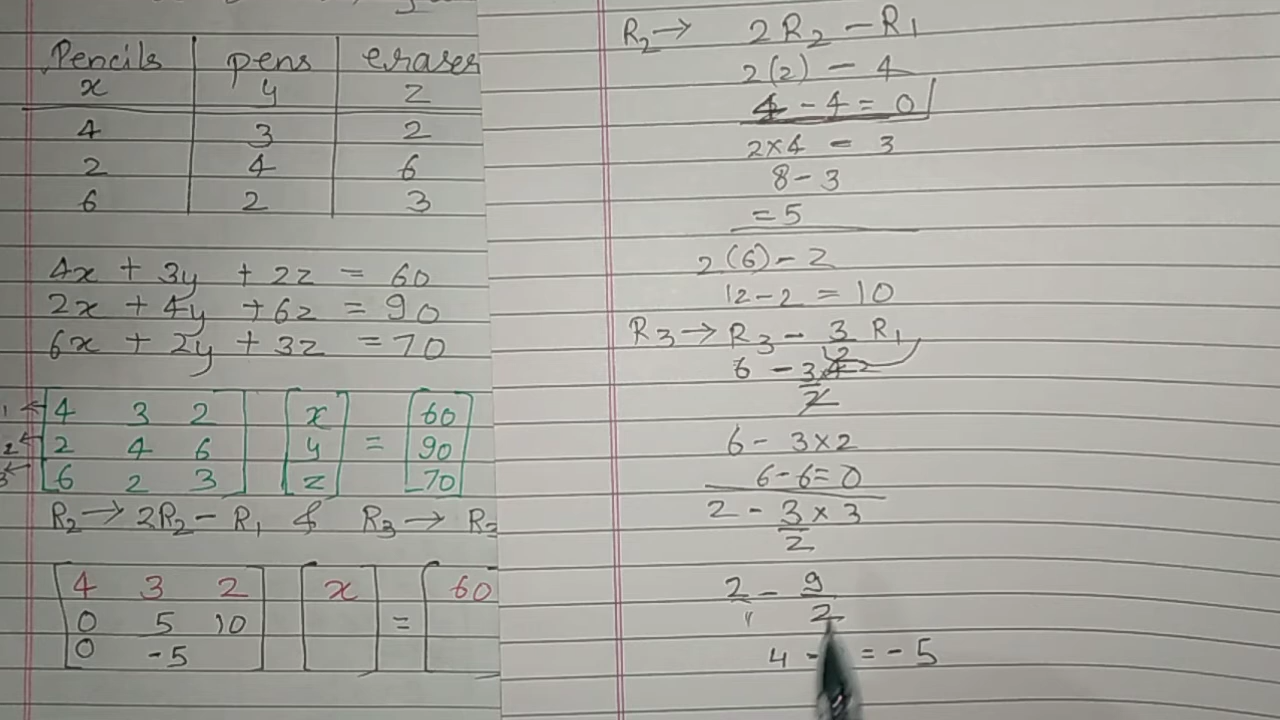 Pencils pens eraser
x y z
4 3 2
2 4 6
6 2 3
4x + 3y + 2z = 60
2x + 4y + 6z = 90
6x + 2y + 3z = 70
1 ← [4 3 2] [x] = [60]
2 ← [2 4 6] [y] = [90]
3 ← [6 2 3] [z] = [70]
R2 → 2R2 - R1 & R3 → R3
[4 3 2] [x] = [60
[0 5 10]
[0 -5 ]
R2 → 2R2 - R1
2(2) - 4
4 - 4 = 0
2×4 - 3
8 - 3
= 5
2(6) - 2
12 - 2 = 10
R3 → R3 - 3/2 R1
6 - 3×4/2 2
6 - 3×2
6 - 6 = 0
2 - 3/2 × 3
2/1 - 9/2
4 - = - 5